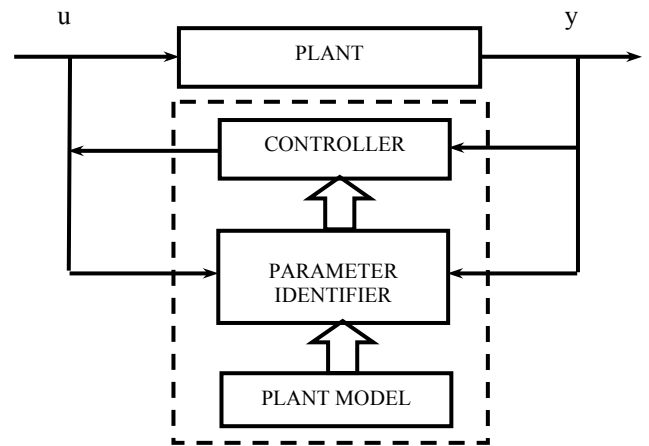 u
y
PLANT
CONTROLLER
PARAMETER
IDENTIFIER
PLANT MODEL